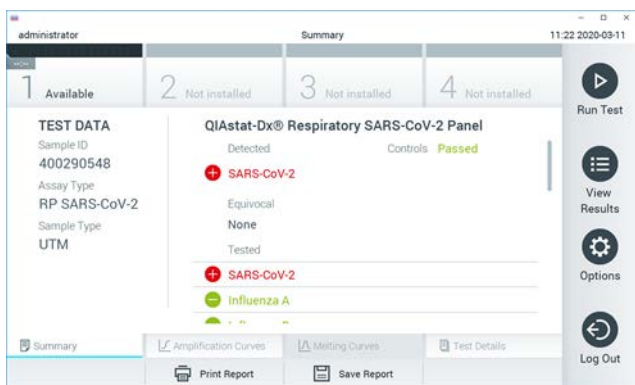 administrator Summary 11:22 2020-03-11
1 Available 2 Not installed 3 Not installed 4 Not installed
Run Test
View Results
Options
Log Out
TEST DATA
Sample ID
400290548
Assay Type
RP SARS-CoV-2
Sample Type
UTM
QIAstat-Dx® Respiratory SARS-CoV-2 Panel
Detected Controls Passed
SARS-CoV-2
Equivocal
None
Tested
SARS-CoV-2
Influenza A
Summary Amplification Curves Melting Curves Test Details
Print Report Save Report